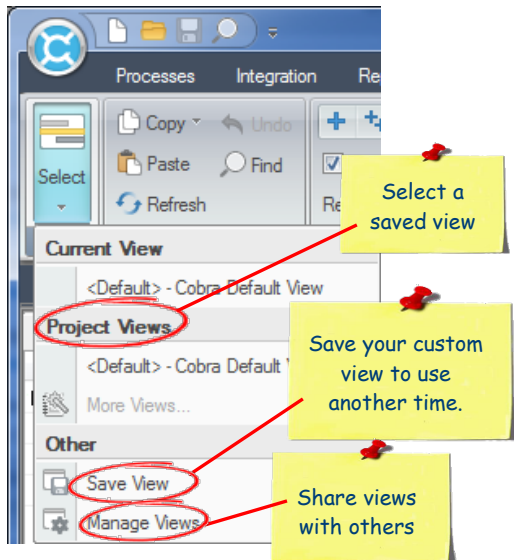 Processes Integration Re
Copy Undo
Select Paste Find
Refresh Re
Select a
saved view
Current View
<Default> - Cobra Default View
Project Views
<Default> - Cobra Default V
More Views...
Save your custom
view to use
another time.
Other
Save View
Manage Views
Share views
with others